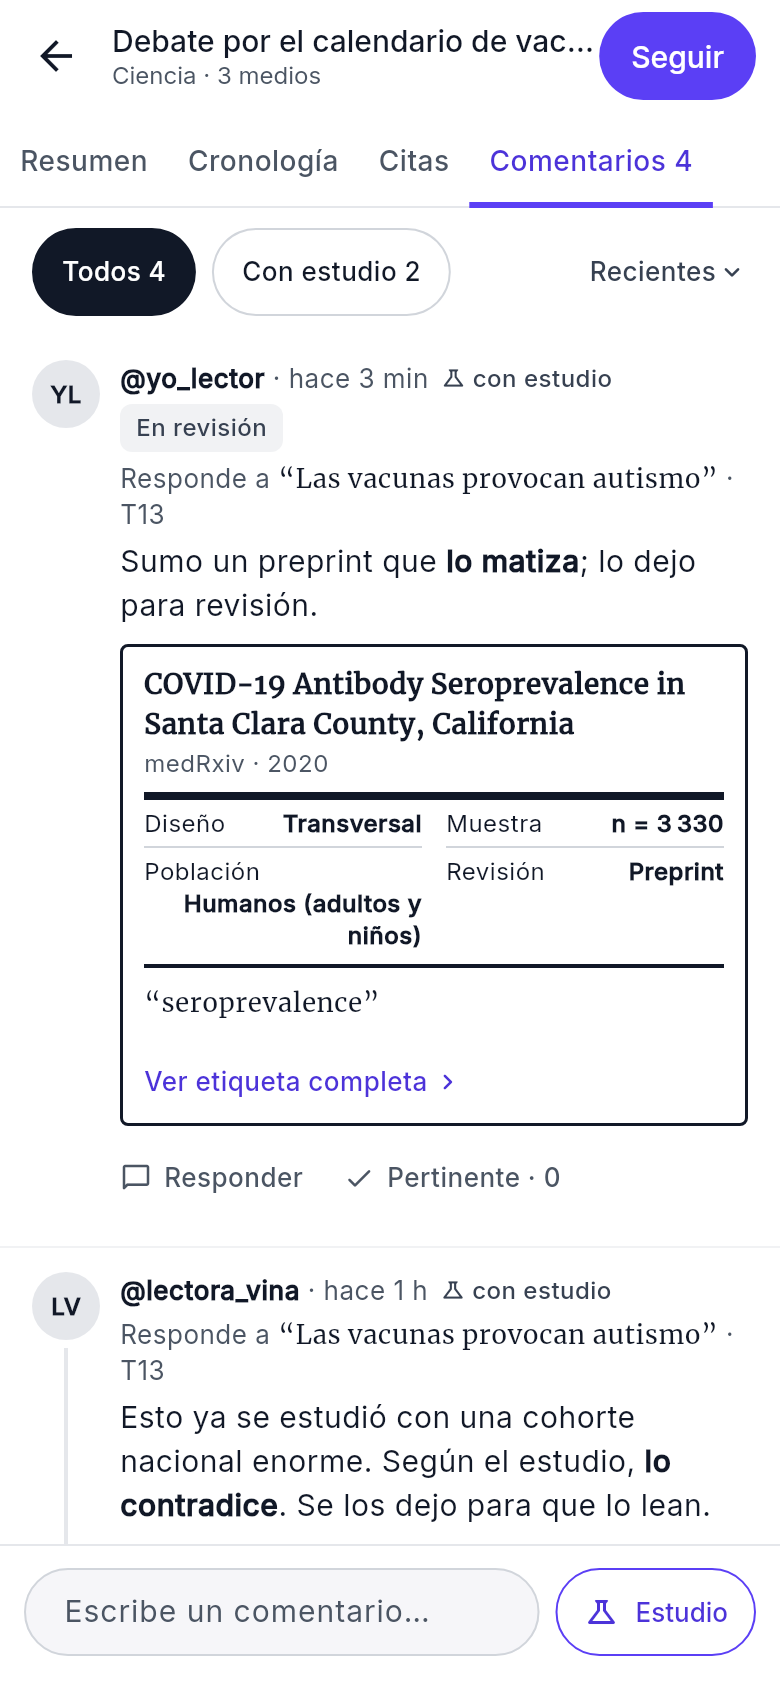 Debate por el calendario de vac...
Ciencia · 3 medios
Seguir
Resumen
Cronología
Citas
Comentarios 4
Todos 4
Con estudio 2
Recientes
YL
@yo_lector · hace 3 min con estudio
En revisión
Responde a “Las vacunas provocan autismo” ·
T13
Sumo un preprint que lo matiza; lo dejo
para revisión.
COVID-19 Antibody Seroprevalence in
Santa Clara County, California
medRxiv · 2020
Diseño Transversal
Muestra n = 3 330
Población
Humanos (adultos y
niños)
Revisión Preprint
“seroprevalence”
Ver etiqueta completa
Responder
Pertinente · 0
LV
@lectora_vina · hace 1 h con estudio
Responde a “Las vacunas provocan autismo” ·
T13
Esto ya se estudió con una cohorte
nacional enorme. Según el estudio, lo
contradice. Se los dejo para que lo lean.
Escribe un comentario...
Estudio